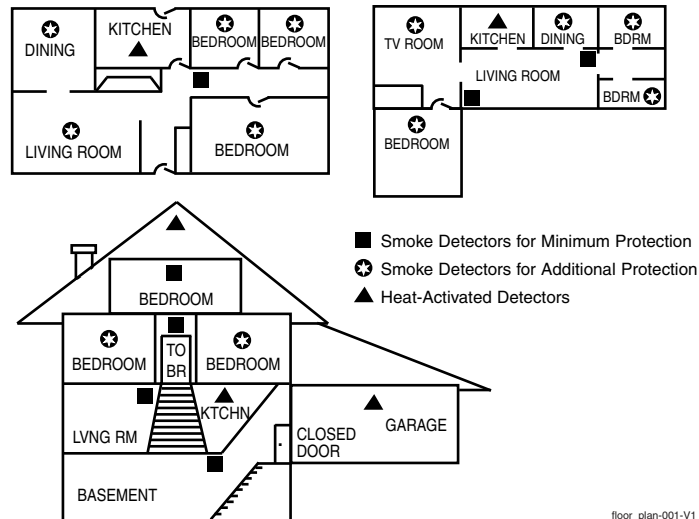 DINING
KITCHEN
BEDROOM
BEDROOM
LIVING ROOM
BEDROOM
TV ROOM
KITCHEN
DINING
BDRM
LIVING ROOM
BDRM
BEDROOM
Smoke Detectors for Minimum Protection
Smoke Detectors for Additional Protection
Heat-Activated Detectors
BEDROOM
BEDROOM
TO
BR
BEDROOM
LVNG RM
KTCHN
CLOSED
DOOR
GARAGE
BASEMENT
floor_plan-001-V1